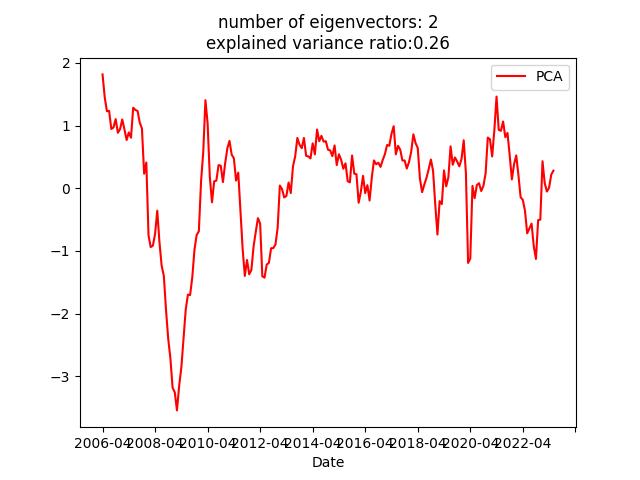 number of eigenvectors: 2
explained variance ratio:0.26
PCA
2
1
0
−1
−2
−3
2006-04 2008-04 2010-04 2012-04 2014-04 2016-04 2018-04 2020-04 2022-04
Date